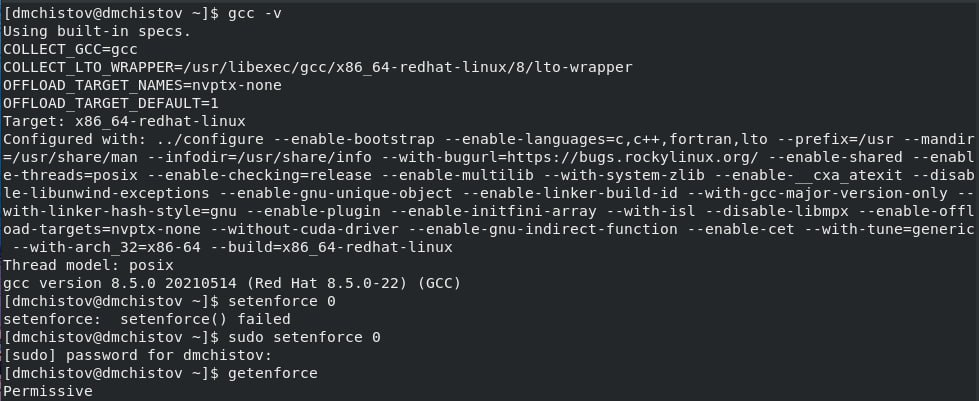 [dmchistov@dmchistov ~]$ gcc -v
Using built-in specs.
COLLECT_GCC=gcc
COLLECT_LTO_WRAPPER=/usr/libexec/gcc/x86_64-redhat-linux/8/lto-wrapper
OFFLOAD_TARGET_NAMES=nvptx-none
OFFLOAD_TARGET_DEFAULT=1
Target: x86_64-redhat-linux
Configured with: ../configure --enable-bootstrap --enable-languages=c,c++,fortran,lto --prefix=/usr --mandir
=/usr/share/man --infodir=/usr/share/info --with-bugurl=https://bugs.rockylinux.org/ --enable-shared --enabl
e-threads=posix --enable-checking=release --enable-multilib --with-system-zlib --enable-__cxa_atexit --disab
le-libunwind-exceptions --enable-gnu-unique-object --enable-linker-build-id --with-gcc-major-version-only --
with-linker-hash-style=gnu --enable-plugin --enable-initfini-array --with-isl --disable-libmpx --enable-offl
oad-targets=nvptx-none --without-cuda-driver --enable-gnu-indirect-function --enable-cet --with-tune=generic
 --with-arch_32=x86-64 --build=x86_64-redhat-linux
Thread model: posix
gcc version 8.5.0 20210514 (Red Hat 8.5.0-22) (GCC)
[dmchistov@dmchistov ~]$ setenforce 0
setenforce:  setenforce() failed
[dmchistov@dmchistov ~]$ sudo setenforce 0
[sudo] password for dmchistov:
[dmchistov@dmchistov ~]$ getenforce
Permissive